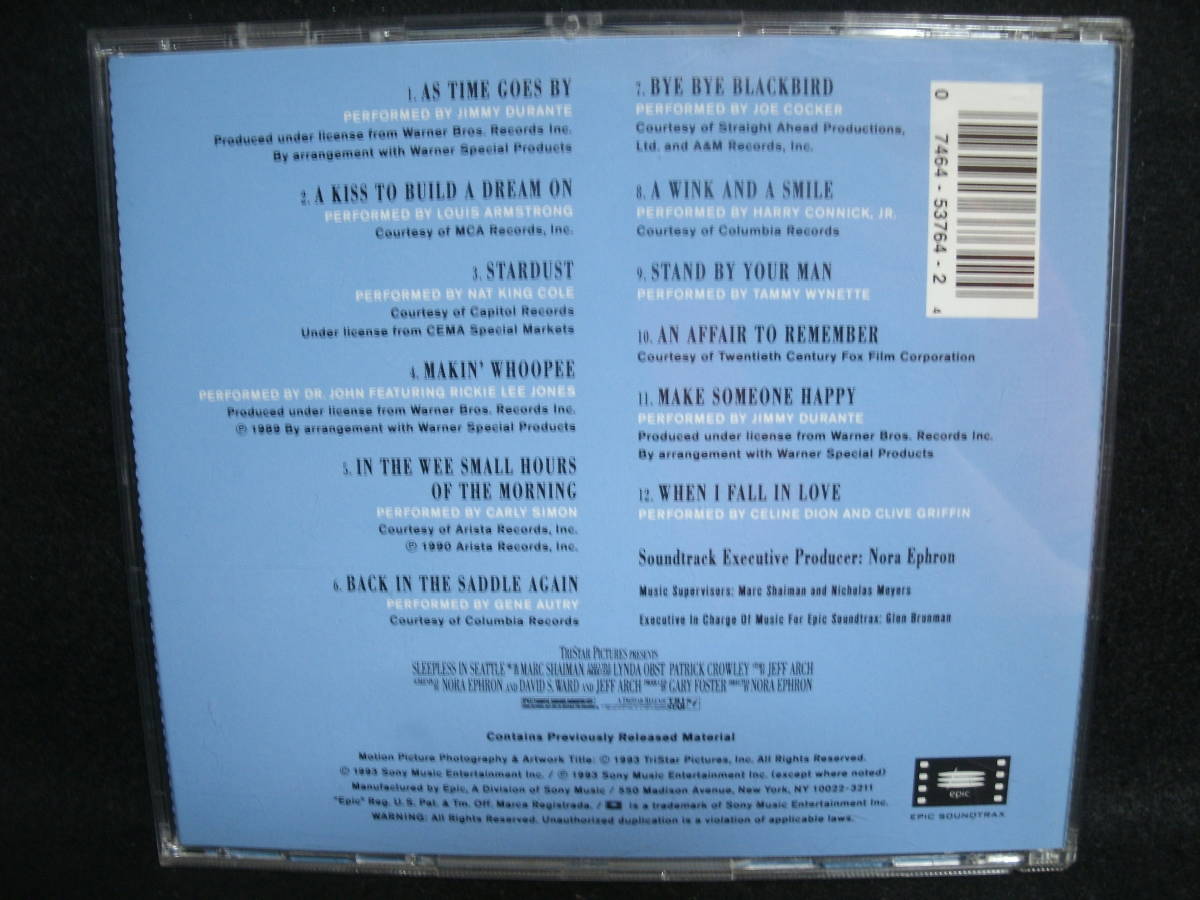 1. AS TIME GOES BY
PERFORMED BY JIMMY DURANTE
Produced under license from Warner Bros. Records Inc.
By arrangement with Warner Special Products
2. A KISS TO BUILD A DREAM ON
PERFORMED BY LOUIS ARMSTRONG
Courtesy of MCA Records, Inc.
3. STARDUST
PERFORMED BY NAT KING COLE
Courtesy of Capitol Records
Under license from CEMA Special Markets
4. MAKIN' WHOOPEE
PERFORMED BY DR. JOHN FEATURING RICKIE LEE JONES
Produced under license from Warner Bros. Records Inc.
℗ 1989 By arrangement with Warner Special Products
5. IN THE WEE SMALL HOURS
OF THE MORNING
PERFORMED BY CARLY SIMON
Courtesy of Arista Records, Inc.
℗ 1990 Arista Records, Inc.
6. BACK IN THE SADDLE AGAIN
PERFORMED BY GENE AUTRY
Courtesy of Columbia Records
7. BYE BYE BLACKBIRD
PERFORMED BY JOE COCKER
Courtesy of Straight Ahead Productions,
Ltd. and A&M Records, Inc.
8. A WINK AND A SMILE
PERFORMED BY HARRY CONNICK, JR.
Courtesy of Columbia Records
9. STAND BY YOUR MAN
PERFORMED BY TAMMY WYNETTE
10. AN AFFAIR TO REMEMBER
Courtesy of Twentieth Century Fox Film Corporation
11. MAKE SOMEONE HAPPY
PERFORMED BY JIMMY DURANTE
Produced under license from Warner Bros. Records Inc.
By arrangement with Warner Special Products
12. WHEN I FALL IN LOVE
PERFORMED BY CELINE DION AND CLIVE GRIFFIN
Soundtrack Executive Producer: Nora Ephron
Music Supervisors: Marc Shaiman and Nicholas Meyers
Executive In Charge Of Music For Epic Soundtrax: Glen Brunman
0 7464-53764-2 4
TRISTAR PICTURES PRESENTS
SLEEPLESS IN SEATTLE MARC SHAIMAN LYNDA OBST PATRICK CROWLEY JEFF ARCH
NORA EPHRON AND DAVID S. WARD AND JEFF ARCH GARY FOSTER NORA EPHRON
A TRISTAR RELEASE TRI STAR
Contains Previously Released Material
Motion Picture Photography & Artwork Title: © 1993 TriStar Pictures, Inc. All Rights Reserved.
© 1993 Sony Music Entertainment Inc. / ℗ 1993 Sony Music Entertainment Inc. (except where noted)
Manufactured by Epic, A Division of Sony Music / 550 Madison Avenue, New York, NY 10022-3211
"Epic" Reg. U.S. Pat. & Tm. Off. Marca Registrada. / is a trademark of Sony Music Entertainment Inc.
WARNING: All Rights Reserved. Unauthorized duplication is a violation of applicable laws.
epic
EPIC SOUNDTRAX